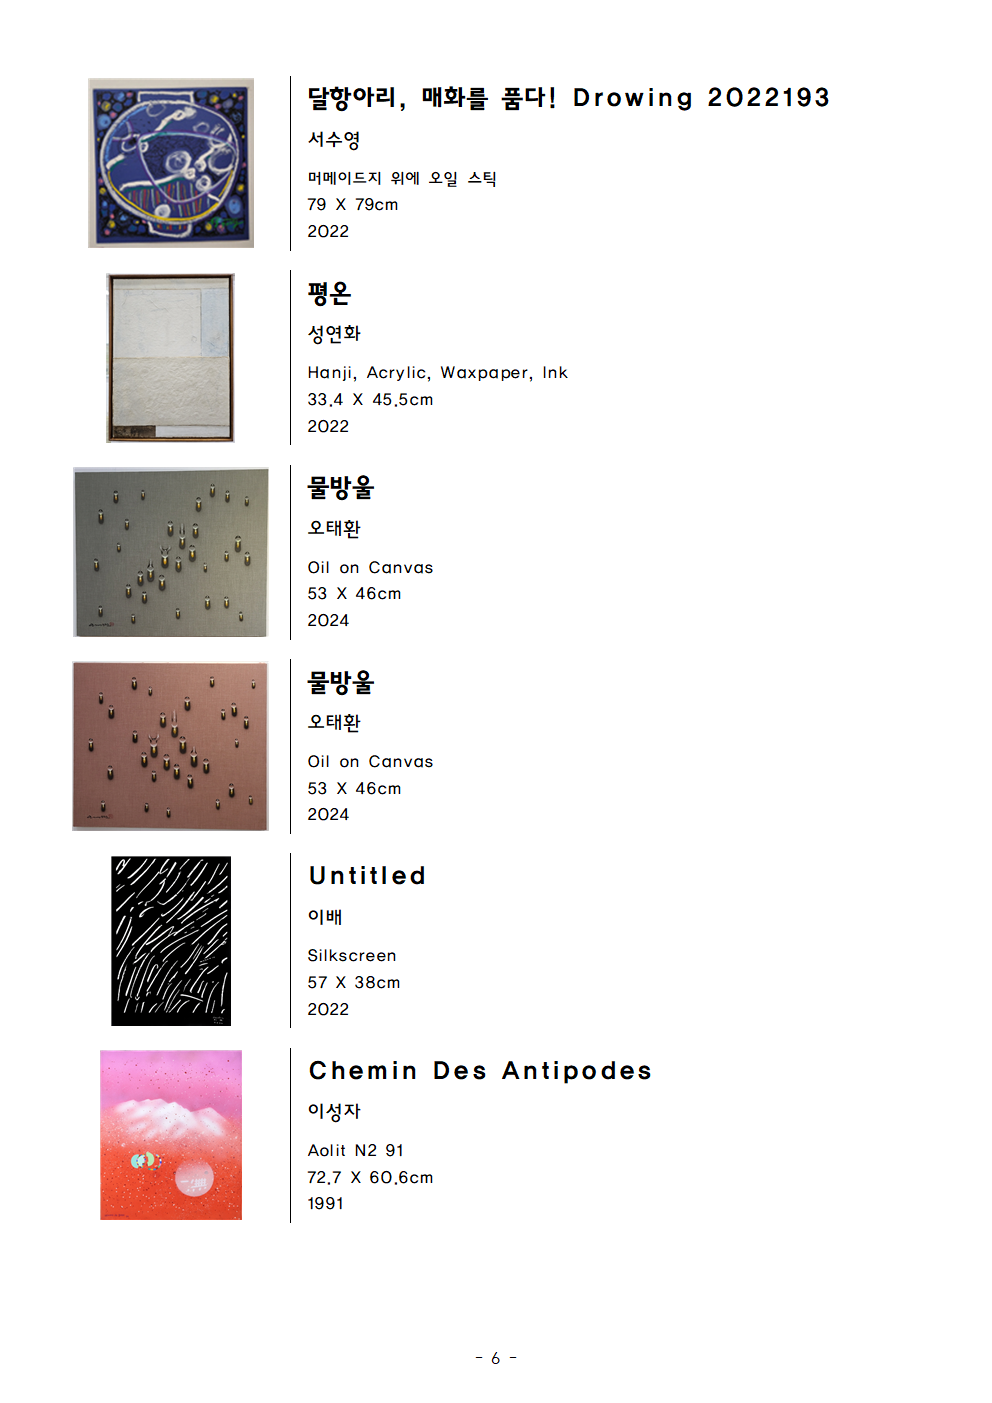 달항아리, 매화를 품다! Drowing 2022193
서수영
머메이드지 위에 오일 스틱
79 X 79cm
2022
평온
성연화
Hanji, Acrylic, Waxpaper, Ink
33.4 X 45.5cm
2022
물방울
오태환
Oil on Canvas
53 X 46cm
2024
물방울
오태환
Oil on Canvas
53 X 46cm
2024
Untitled
이배
Silkscreen
57 X 38cm
2022
Chemin Des Antipodes
이성자
Aolit N2 91
72.7 X 60.6cm
1991
- 6 -